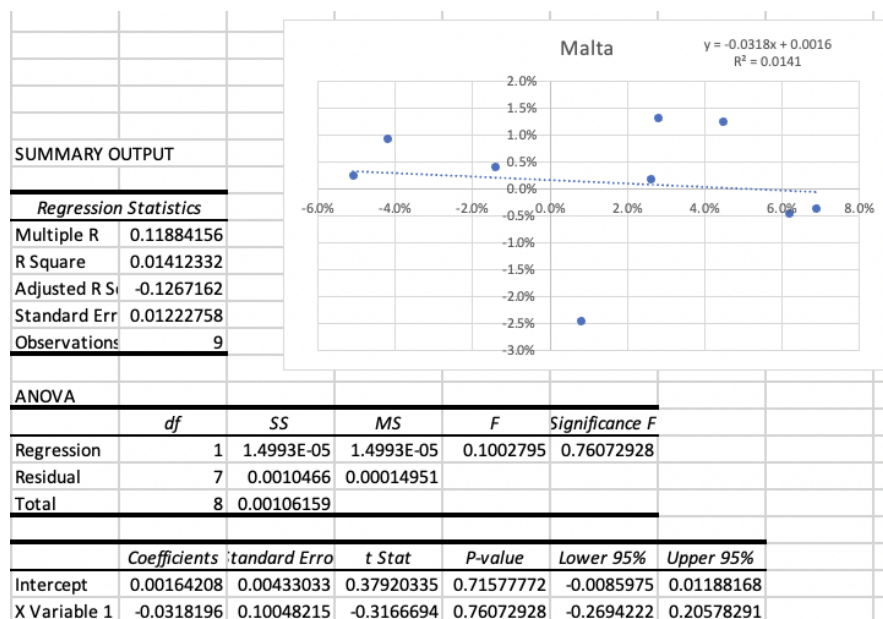 Malta
y = -0.0318x + 0.0016
R² = 0.0141
2.0%
1.5%
1.0%
0.5%
0.0%
-0.5%
-1.0%
-1.5%
-2.0%
-2.5%
-3.0%
-6.0% -4.0% -2.0% 0.0% 2.0% 4.0% 6.0% 8.0%
SUMMARY OUTPUT
Regression Statistics
Multiple R 0.11884156
R Square 0.01412332
Adjusted R S -0.1267162
Standard Err 0.01222758
Observations 9
ANOVA
df SS MS F Significance F
Regression 1 1.4993E-05 1.4993E-05 0.1002795 0.76072928
Residual 7 0.0010466 0.00014951
Total 8 0.00106159
Coefficients Standard Erro t Stat P-value Lower 95% Upper 95%
Intercept 0.00164208 0.00433033 0.37920335 0.71577772 -0.0085975 0.01188168
X Variable 1 -0.0318196 0.10048215 -0.3166694 0.76072928 -0.2694222 0.20578291